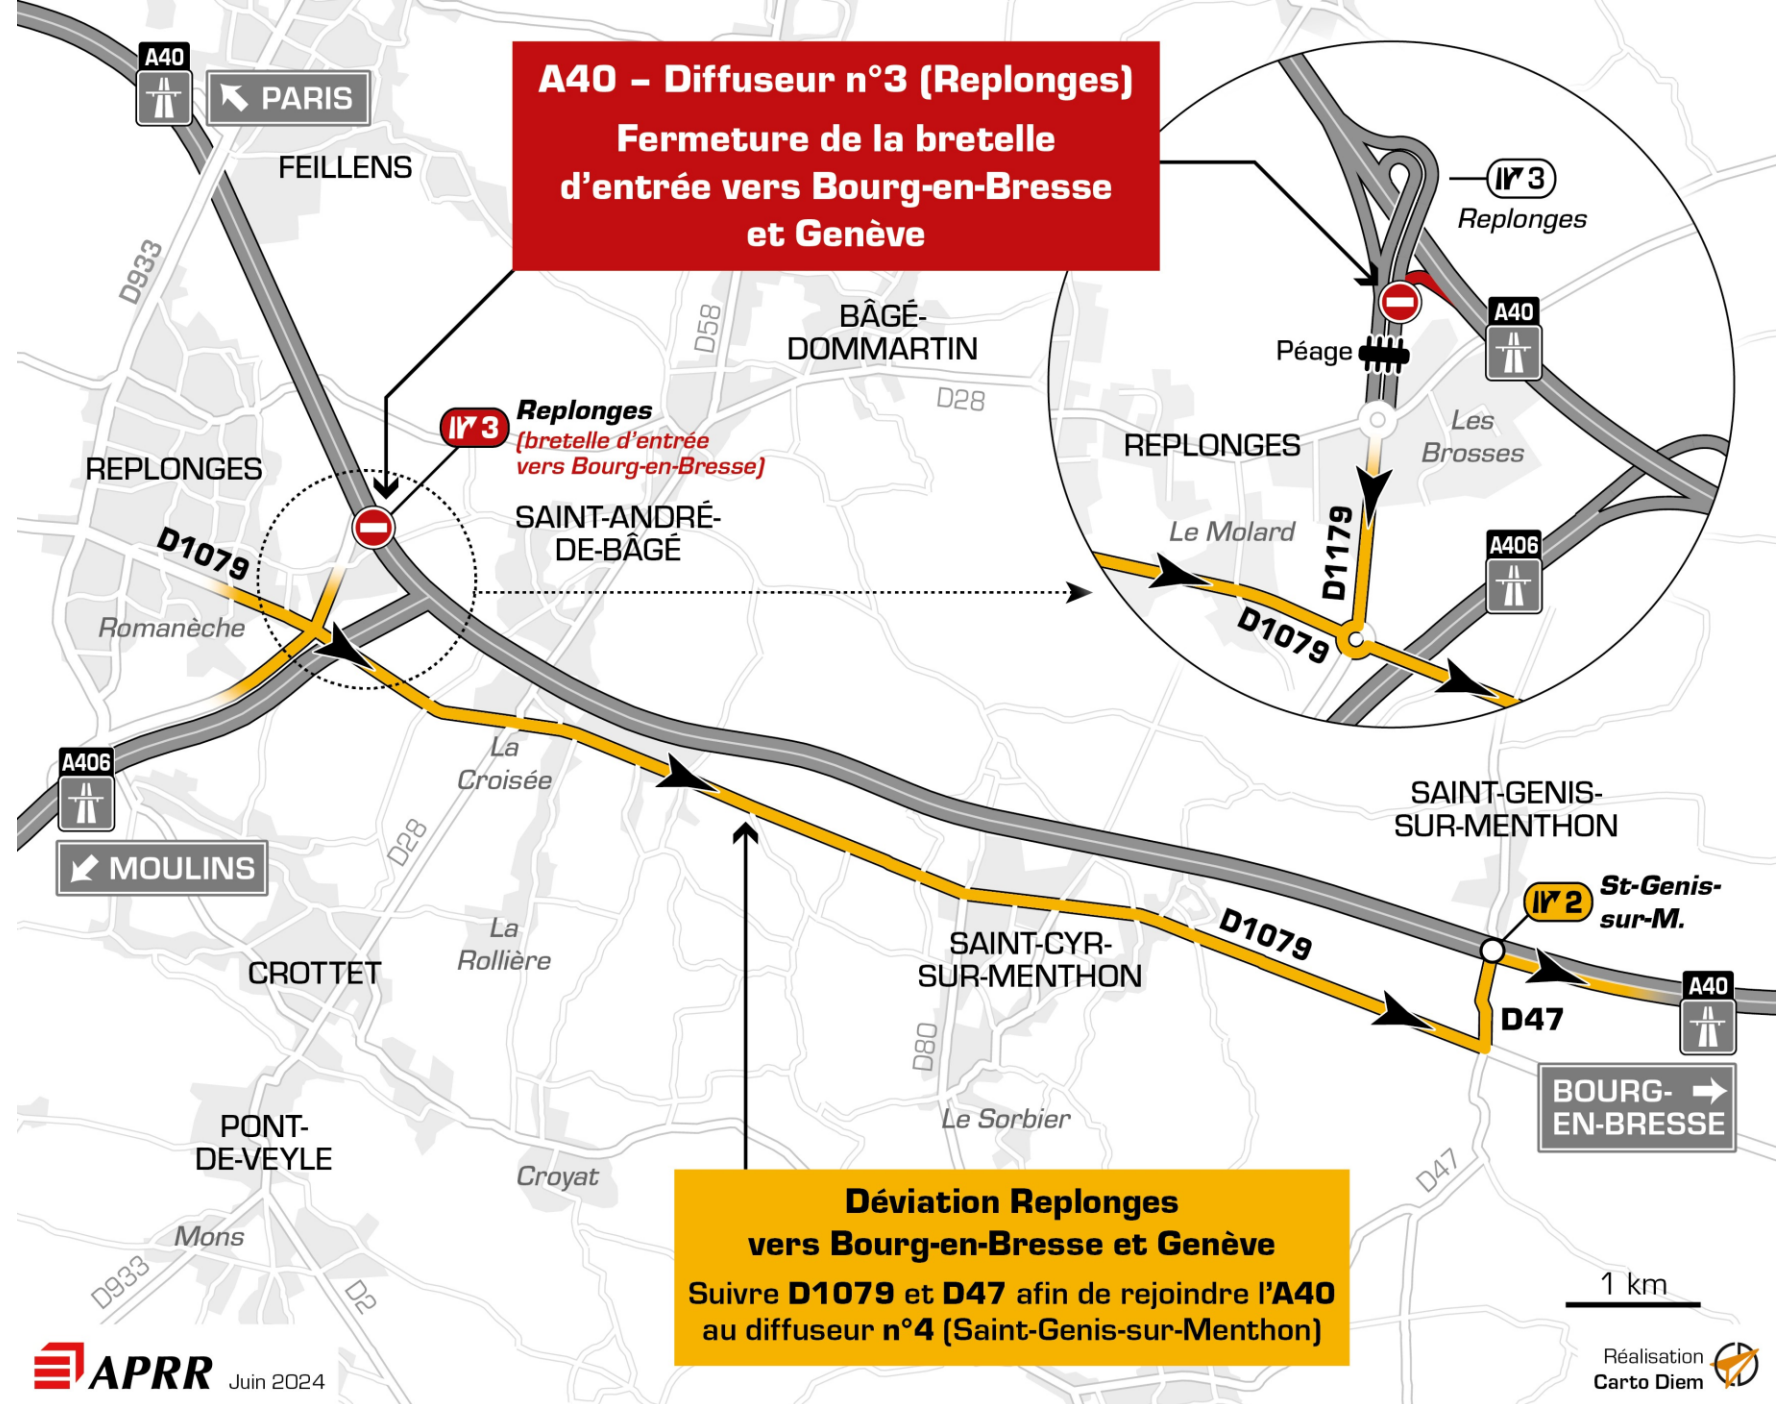 A40
PARIS
FEILLENS
D933
A40 – Diffuseur n°3 (Replonges)
Fermeture de la bretelle
d'entrée vers Bourg-en-Bresse
et Genève
3
Replonges
A40
Péage
Les
Brosses
REPLONGES
Le Molard
D1179
A406
D1079
D58
BÂGÉ-
DOMMARTIN
D28
3
Replonges
(bretelle d'entrée
vers Bourg-en-Bresse)
REPLONGES
SAINT-ANDRÉ-
DE-BÂGÉ
D1079
Romanèche
La
Croisée
A406
MOULINS
D28
SAINT-GENIS-
SUR-MENTHON
2
St-Genis-
sur-M.
La
Rollière
CROTTET
SAINT-CYR-
SUR-MENTHON
D1079
D47
A40
BOURG-
EN-BRESSE
D80
Le Sorbier
PONT-
DE-VEYLE
Croyat
D47
Mons
D933
D2
Déviation Replonges
vers Bourg-en-Bresse et Genève
Suivre D1079 et D47 afin de rejoindre l'A40
au diffuseur n°4 (Saint-Genis-sur-Menthon)
1 km
APRR Juin 2024
Réalisation
Carto Diem